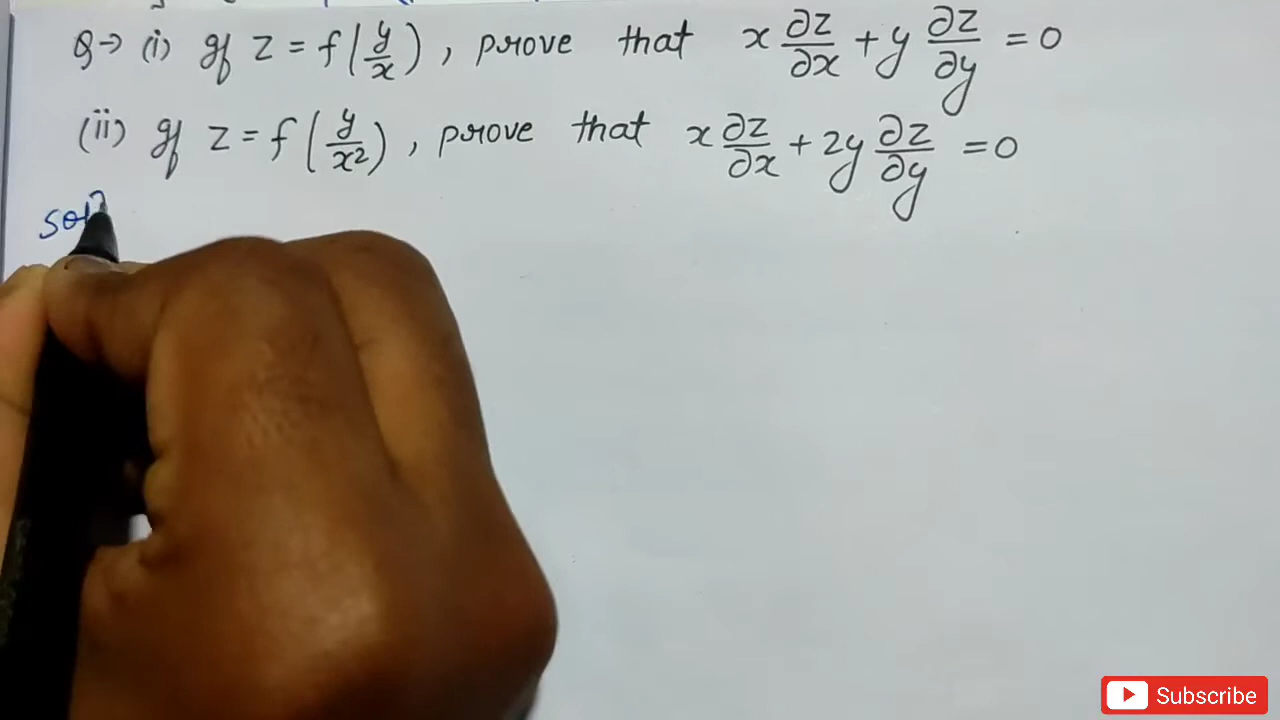 Q→ (i) If z = f(y/x), prove that x ∂z/∂x + y ∂z/∂y = 0
(ii) If z = f(y/x²), prove that x ∂z/∂x + 2y ∂z/∂y = 0
Subscribe